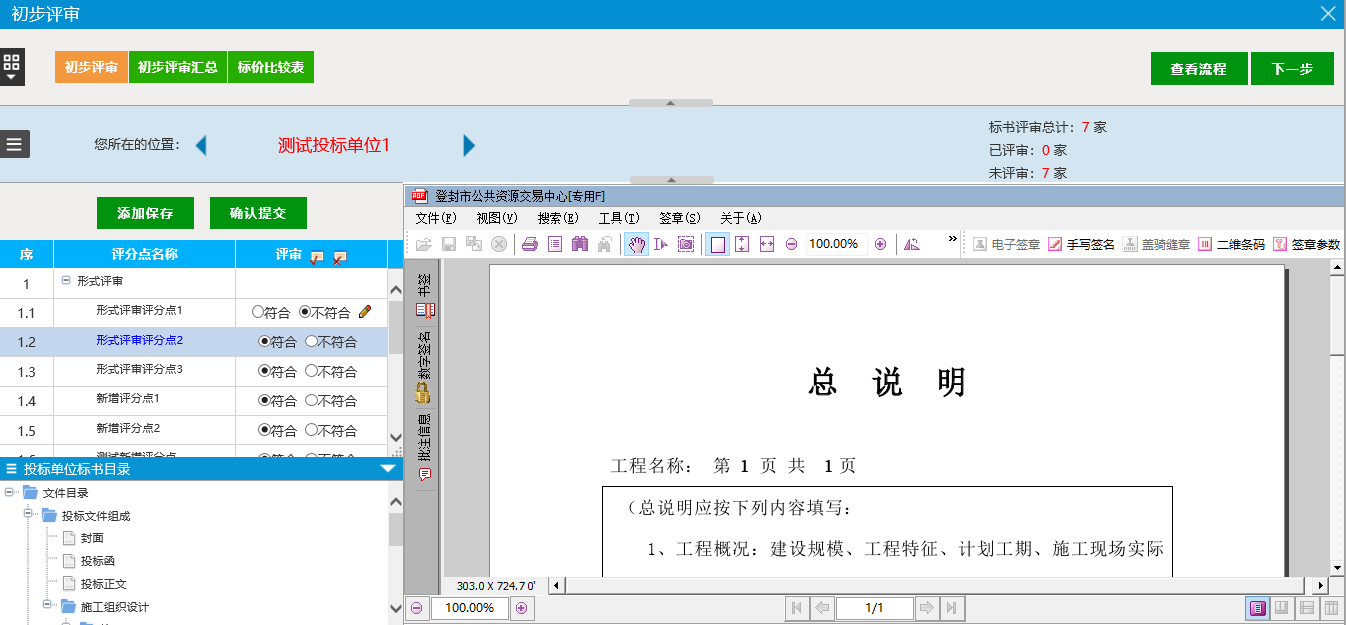 初步评审
初步评审 初步评审汇总 标价比较表 查看流程 下一步
您所在的位置： 测试投标单位1
标书评审总计：7 家
已评审：0 家
未评审：7 家
添加保存 确认提交
序 评分点名称 评审
1 形式评审
1.1 形式评审评分点1 符合 不符合
1.2 形式评审评分点2 符合 不符合
1.3 形式评审评分点3 符合 不符合
1.4 新增评分点1 符合 不符合
1.5 新增评分点2 符合 不符合
投标单位标书目录
文件目录
投标文件组成
封面
投标函
投标正文
施工组织设计
PDF 登封市公共资源交易中心[专用F]
文件(F) 视图(V) 搜索(R) 工具(T) 签章(S) 关于(A)
100.00% » 电子签章 手写签名 盖骑缝章 二维条码 签章参数
书签
数字签名
批注信息
总 说 明
工程名称： 第 1 页 共 1 页
（总说明应按下列内容填写：
1、工程概况：建设规模、工程特征、计划工期、施工现场实际
303.0 X 724.7 0'
100.00% 1/1